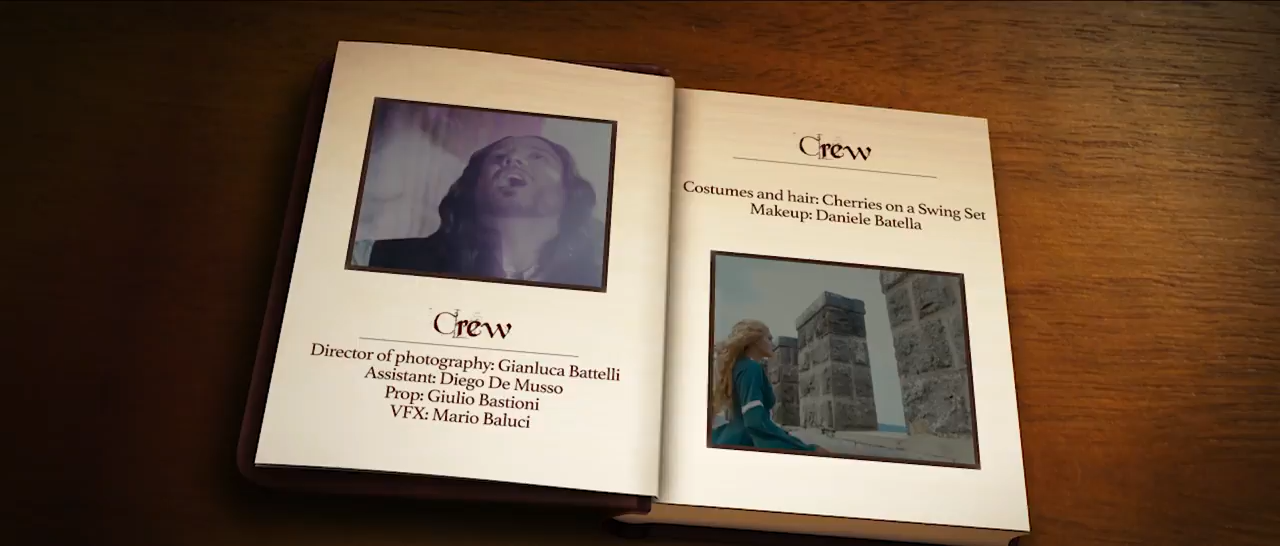 Crew
Director of photography: Gianluca Battelli
Assistant: Diego De Musso
Prop: Giulio Bastioni
VFX: Mario Baluci
Crew
Costumes and hair: Cherries on a Swing Set
Makeup: Daniele Batella